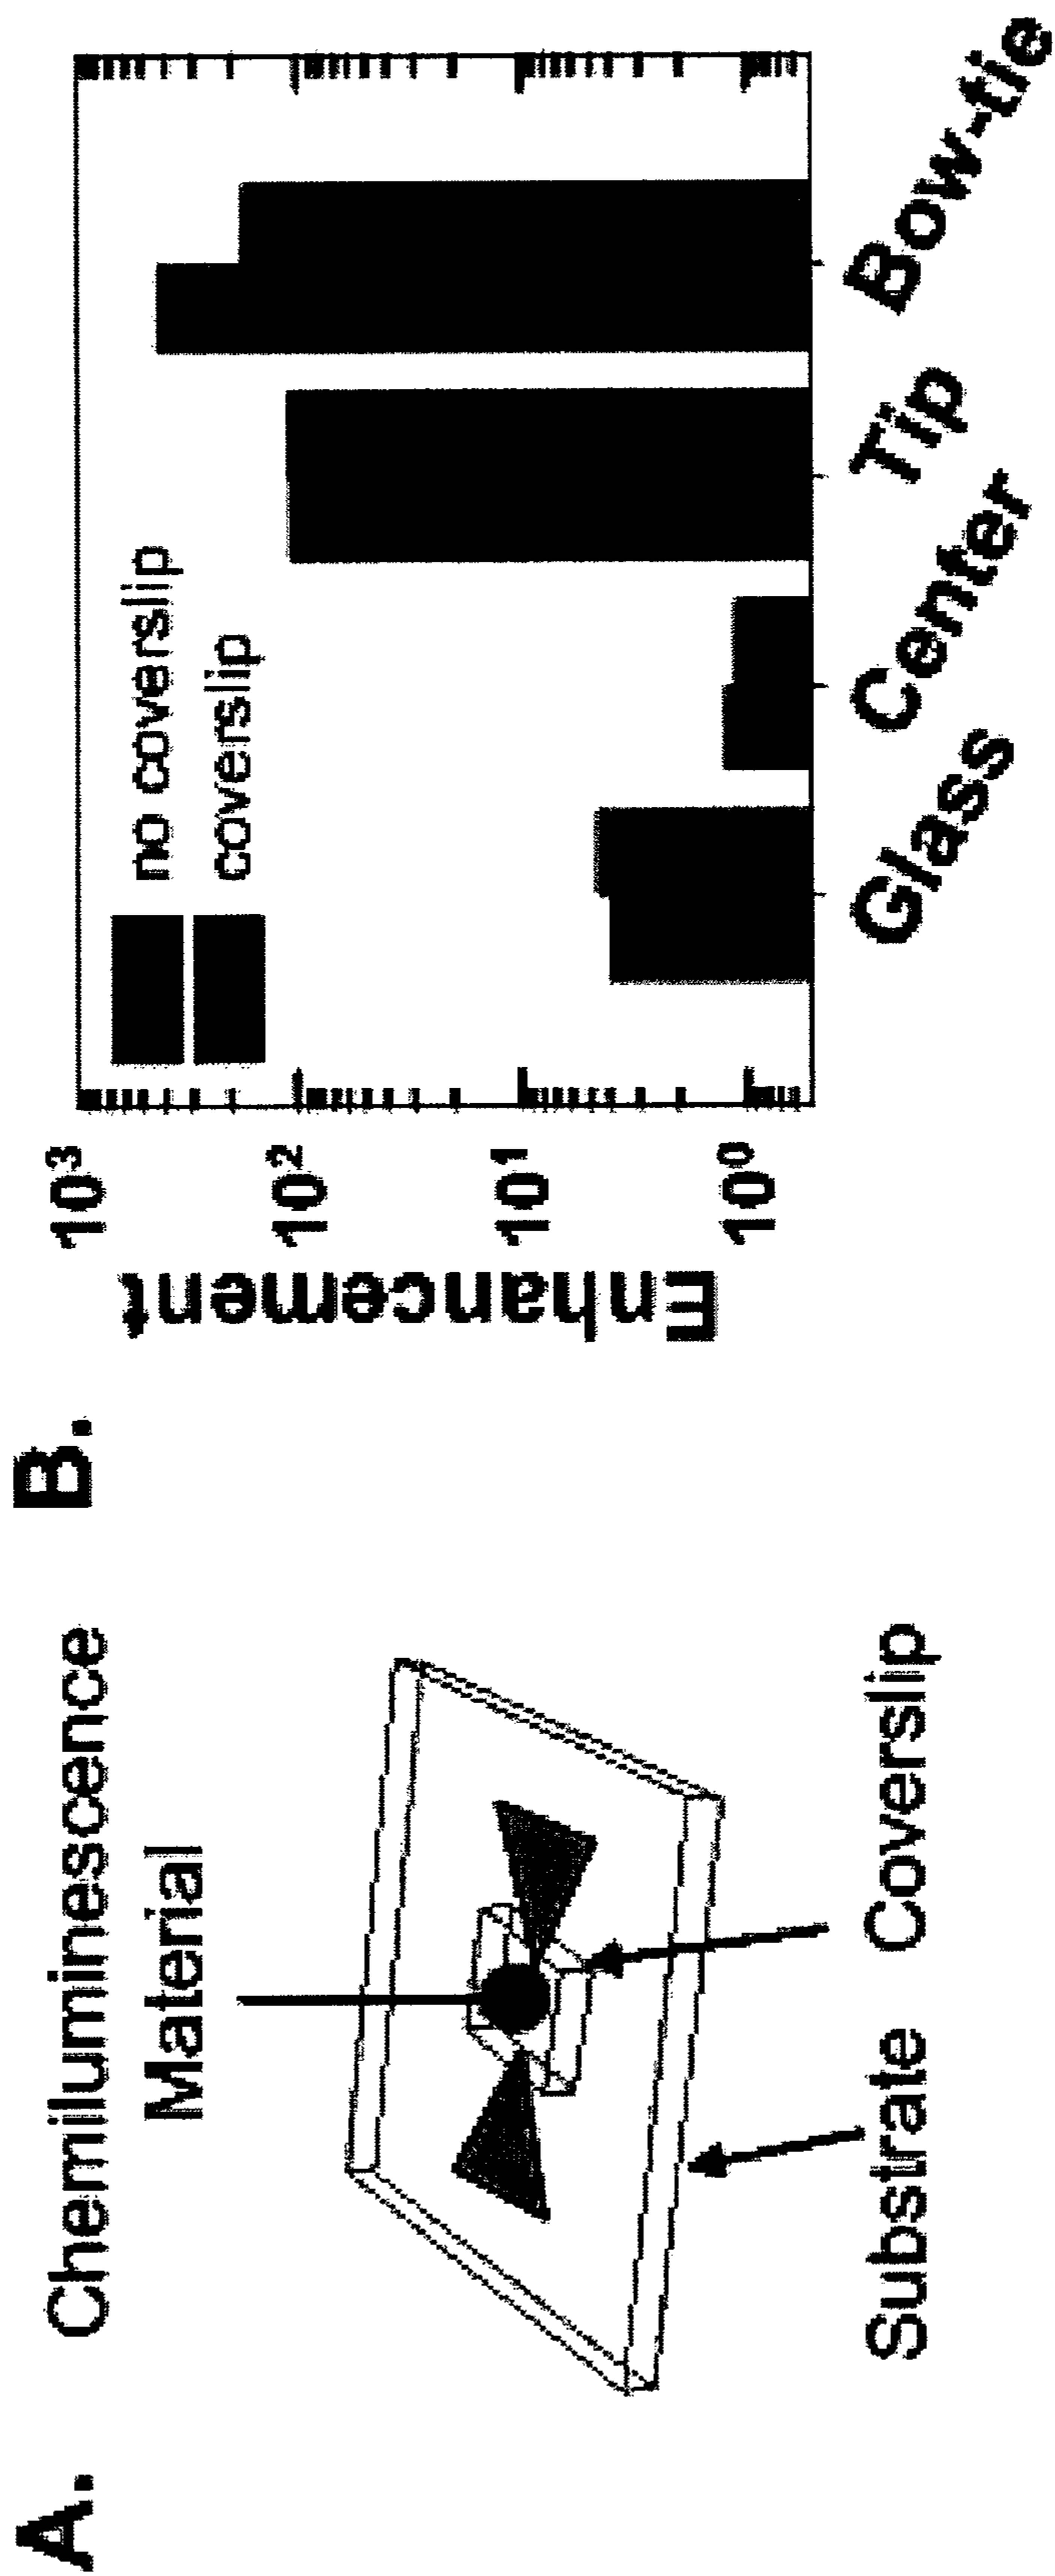 A.
Chemiluminescence
Material
Substrate
Coverslip
B.
Enhancement
10³
10²
10¹
10⁰
no coverslip
coverslip
Glass
Center
Tip
Bow-tie